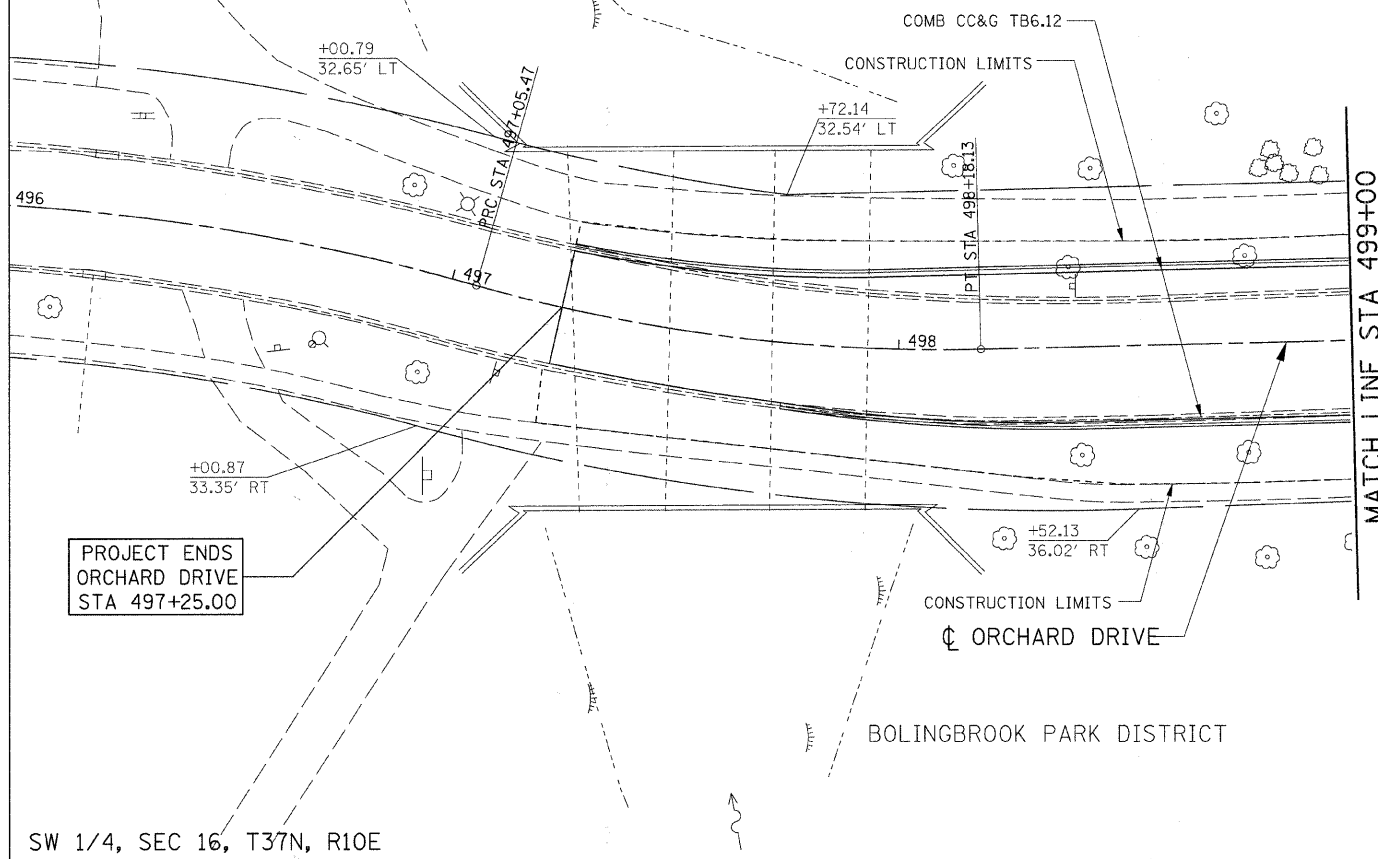 COMB CC&G TB6.12
+00.79
32.65' LT
CONSTRUCTION LIMITS
PRC STA 497+05.47
+72.14
32.54' LT
PT STA 498+18.13
496
497
498
MATCH LINE STA 499+00
+00.87
33.35' RT
+52.13
36.02' RT
PROJECT ENDS
ORCHARD DRIVE
STA 497+25.00
CONSTRUCTION LIMITS
℄ ORCHARD DRIVE
BOLINGBROOK PARK DISTRICT
SW 1/4, SEC 16, T37N, R10E